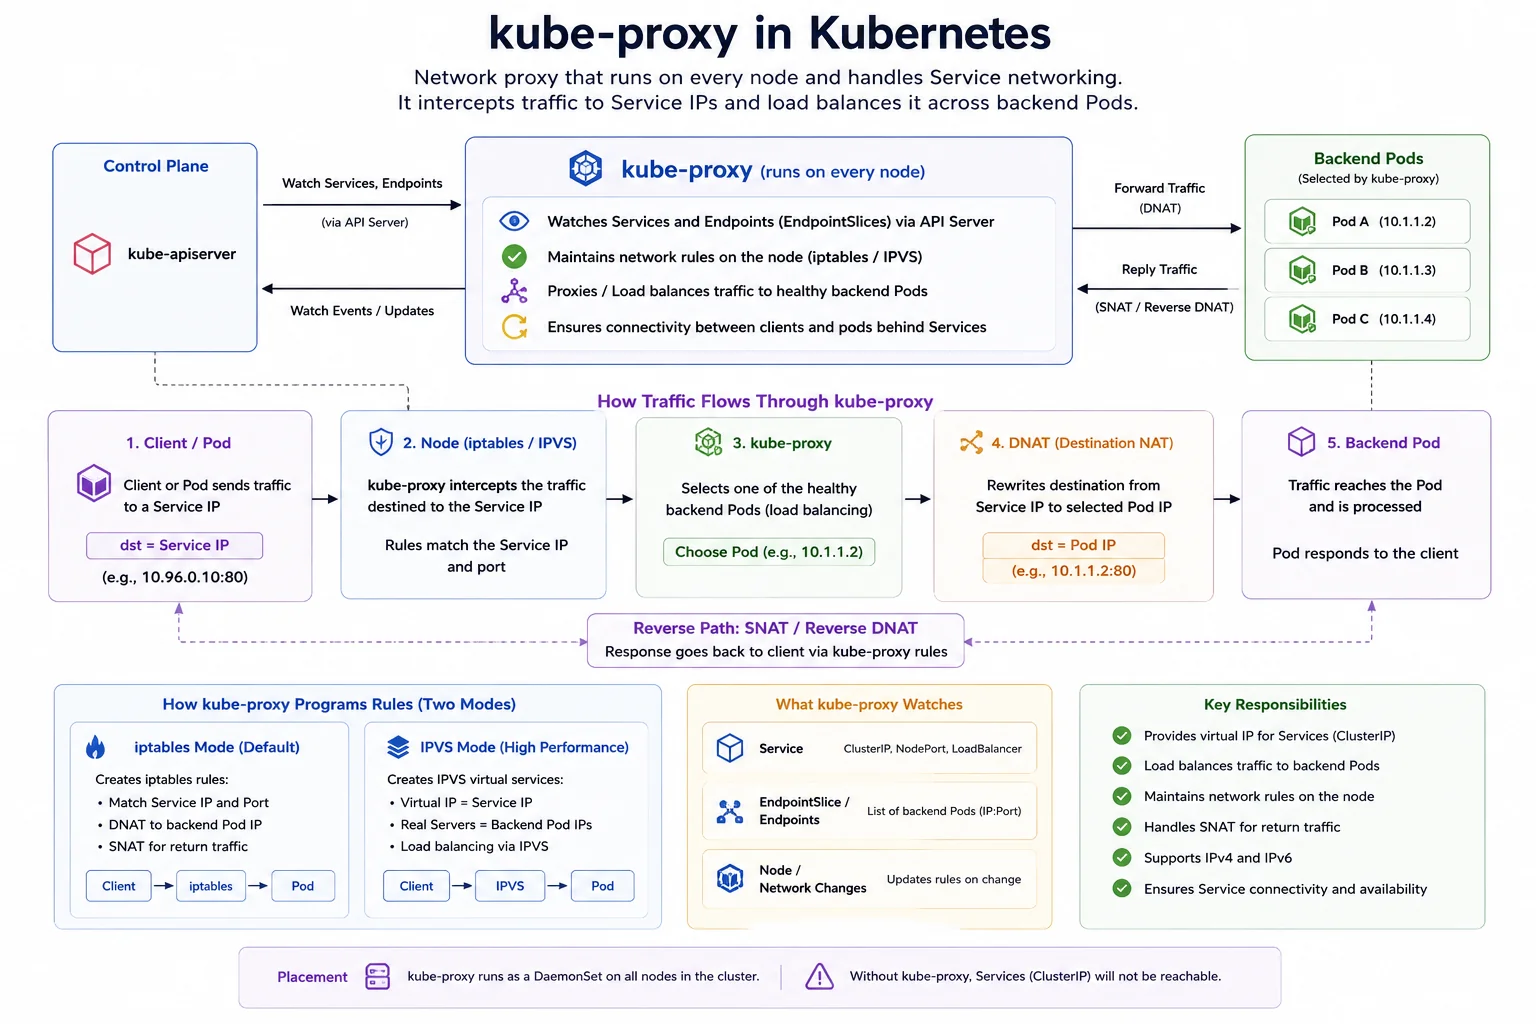 kube-proxy in Kubernetes
Network proxy that runs on every node and handles Service networking.
It intercepts traffic to Service IPs and load balances it across backend Pods.
Control Plane
kube-apiserver
Watch Services, Endpoints
(via API Server)
Watch Events / Updates
kube-proxy (runs on every node)
Watches Services and Endpoints (EndpointSlices) via API Server
Maintains network rules on the node (iptables / IPVS)
Proxies / Load balances traffic to healthy backend Pods
Ensures connectivity between clients and pods behind Services
Forward Traffic
(DNAT)
Reply Traffic
(SNAT / Reverse DNAT)
Backend Pods
(Selected by kube-proxy)
Pod A (10.1.1.2)
Pod B (10.1.1.3)
Pod C (10.1.1.4)
How Traffic Flows Through kube-proxy
1. Client / Pod
Client or Pod sends traffic
to a Service IP
dst = Service IP
(e.g., 10.96.0.10:80)
2. Node (iptables / IPVS)
kube-proxy intercepts the traffic
destined to the Service IP
Rules match the Service IP
and port
3. kube-proxy
Selects one of the healthy
backend Pods (load balancing)
Choose Pod (e.g., 10.1.1.2)
4. DNAT (Destination NAT)
Rewrites destination from
Service IP to selected Pod IP
dst = Pod IP
(e.g., 10.1.1.2:80)
5. Backend Pod
Traffic reaches the Pod
and is processed
Pod responds to the client
Reverse Path: SNAT / Reverse DNAT
Response goes back to client via kube-proxy rules
How kube-proxy Programs Rules (Two Modes)
iptables Mode (Default)
Creates iptables rules:
• Match Service IP and Port
• DNAT to backend Pod IP
• SNAT for return traffic
Client
iptables
Pod
IPVS Mode (High Performance)
Creates IPVS virtual services:
• Virtual IP = Service IP
• Real Servers = Backend Pod IPs
• Load balancing via IPVS
Client
IPVS
Pod
What kube-proxy Watches
Service
ClusterIP, NodePort, LoadBalancer
EndpointSlice /
Endpoints
List of backend Pods (IP:Port)
Node /
Network Changes
Updates rules on change
Key Responsibilities
Provides virtual IP for Services (ClusterIP)
Load balances traffic to backend Pods
Maintains network rules on the node
Handles SNAT for return traffic
Supports IPv4 and IPv6
Ensures Service connectivity and availability
Placement
kube-proxy runs as a DaemonSet on all nodes in the cluster.
Without kube-proxy, Services (ClusterIP) will not be reachable.